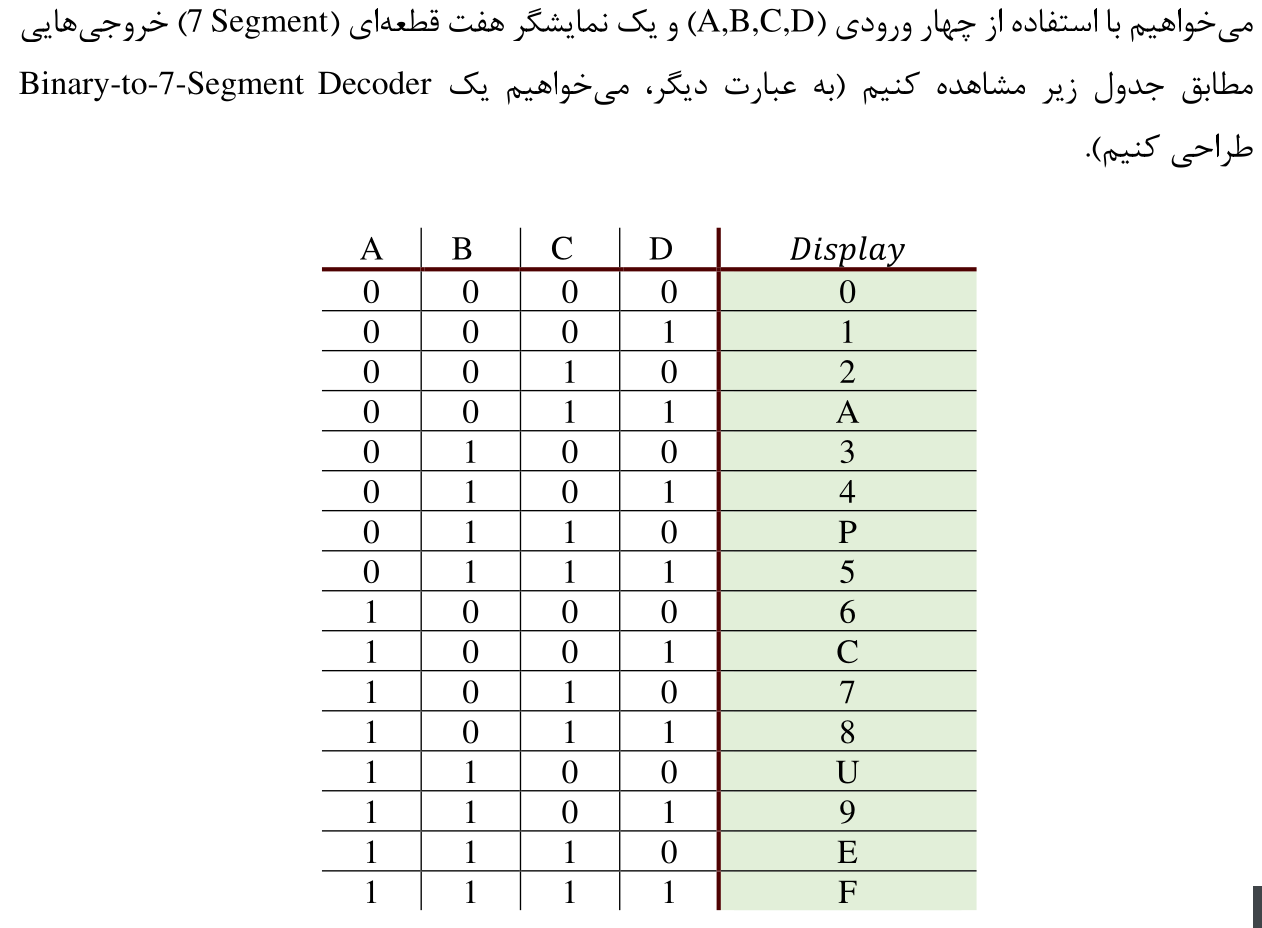 می‌خواهیم با استفاده از چهار ورودی (A,B,C,D) و یک نمایشگر هفت قطعه‌ای (7 Segment) خروجی‌هایی
مطابق جدول زیر مشاهده کنیم (به عبارت دیگر، می‌خواهیم یک Binary-to-7-Segment Decoder
طراحی کنیم).
A B C D Display
0 0 0 0 0
0 0 0 1 1
0 0 1 0 2
0 0 1 1 A
0 1 0 0 3
0 1 0 1 4
0 1 1 0 P
0 1 1 1 5
1 0 0 0 6
1 0 0 1 C
1 0 1 0 7
1 0 1 1 8
1 1 0 0 U
1 1 0 1 9
1 1 1 0 E
1 1 1 1 F